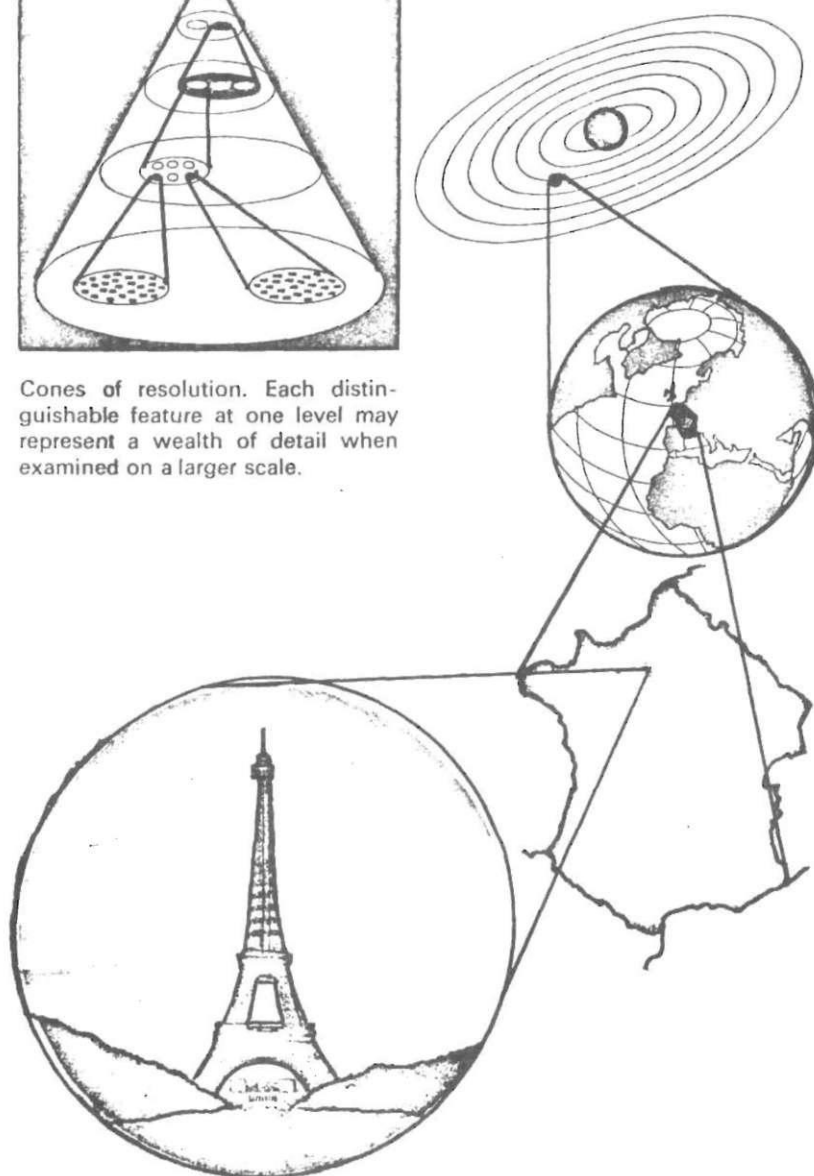 Cones of resolution. Each distin-
guishable feature at one level may
represent a wealth of detail when
examined on a larger scale.